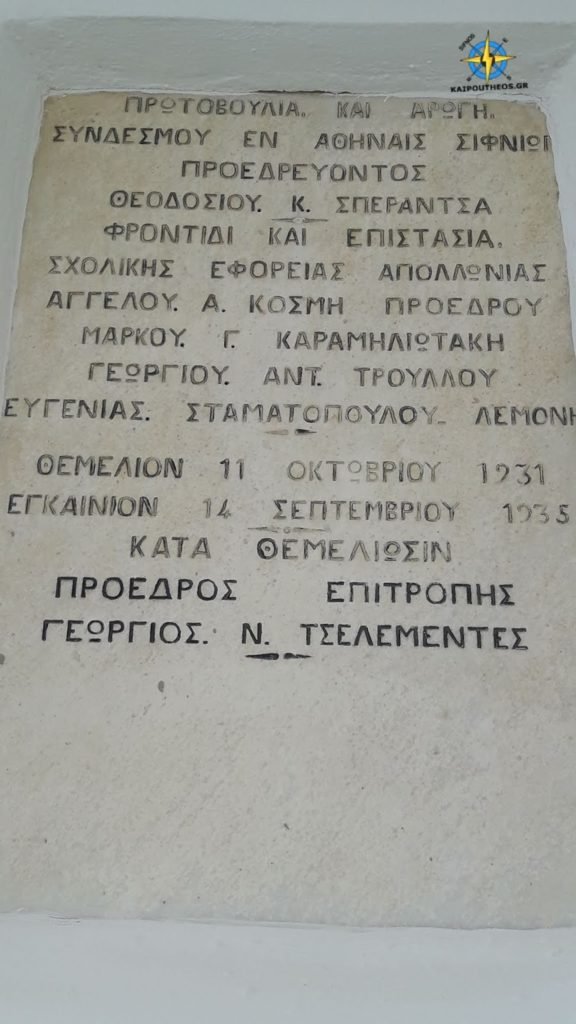 ΣΙΦΝΟΣ
KAIPOUTHEOS.GR
ΠΡΩΤΟΒΟΥΛΙΑ. ΚΑΙ ΑΡΩΓΗ.
ΣΥΝΔΕΣΜΟΥ ΕΝ ΑΘΗΝΑΙΣ ΣΙΦΝΙΩΝ
ΠΡΟΕΔΡΕΥΟΝΤΟΣ
ΘΕΟΔΟΣΙΟΥ. Κ. ΣΠΕΡΑΝΤΣΑ
ΦΡΟΝΤΙΔΙ ΚΑΙ ΕΠΙΣΤΑΣΙΑ.
ΣΧΟΛΙΚΗΣ ΕΦΟΡΕΙΑΣ ΑΠΟΛΛΩΝΙΑΣ
ΑΓΓΕΛΟΥ. Α. ΚΟΣΜΗ ΠΡΟΕΔΡΟΥ
ΜΑΡΚΟΥ. Γ. ΚΑΡΑΜΗΛΙΩΤΑΚΗ
ΓΕΩΡΓΙΟΥ. ΑΝΤ. ΤΡΟΥΛΛΟΥ
ΕΥΓΕΝΙΑΣ. ΣΤΑΜΑΤΟΠΟΥΛΟΥ- ΛΕΜΟΝΗ
ΘΕΜΕΛΙΟΝ 11 ΟΚΤΩΒΡΙΟΥ 1931
ΕΓΚΑΙΝΙΟΝ 14 ΣΕΠΤΕΜΒΡΙΟΥ 1935
ΚΑΤΑ ΘΕΜΕΛΙΩΣΙΝ
ΠΡΟΕΔΡΟΣ ΕΠΙΤΡΟΠΗΣ
ΓΕΩΡΓΙΟΣ. Ν. ΤΣΕΛΕΜΕΝΤΕΣ